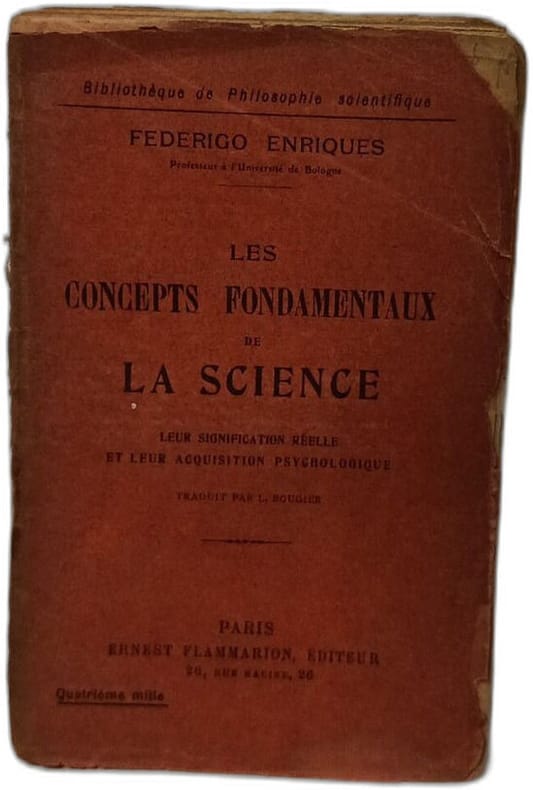 Bibliothèque de Philosophie scientifique
FEDERIGO ENRIQUES
Professeur à l'Université de Bologne
LES
CONCEPTS FONDAMENTAUX
DE
LA SCIENCE
LEUR SIGNIFICATION RÉELLE
ET LEUR ACQUISITION PSYCHOLOGIQUE
TRADUIT PAR L. ROUGIER
PARIS
ERNEST FLAMMARION, ÉDITEUR
26, RUE RACINE, 26
Quatrième mille